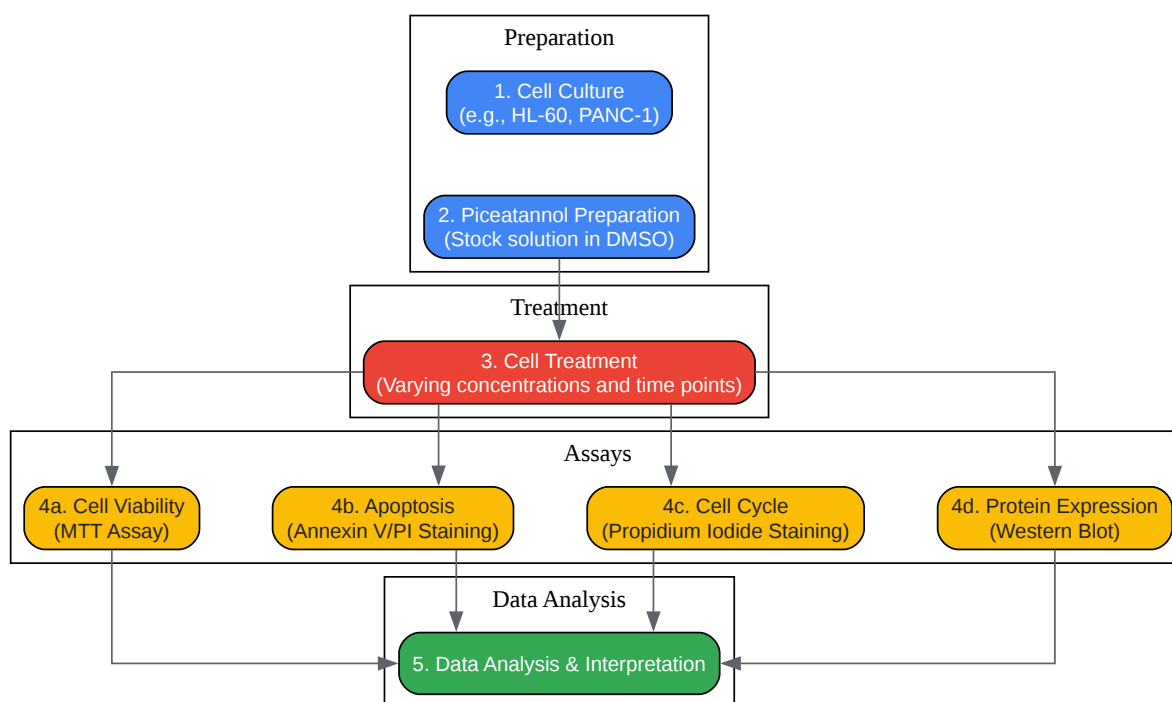 Preparation
1. Cell Culture
(e.g., HL-60, PANC-1)
2. Piceatannol Preparation
(Stock solution in DMSO)
Treatment
3. Cell Treatment
(Varying concentrations and time points)
Assays
4a. Cell Viability
(MTT Assay)
4b. Apoptosis
(Annexin V/PI Staining)
4c. Cell Cycle
(Propidium Iodide Staining)
4d. Protein Expression
(Western Blot)
Data Analysis
5. Data Analysis & Interpretation